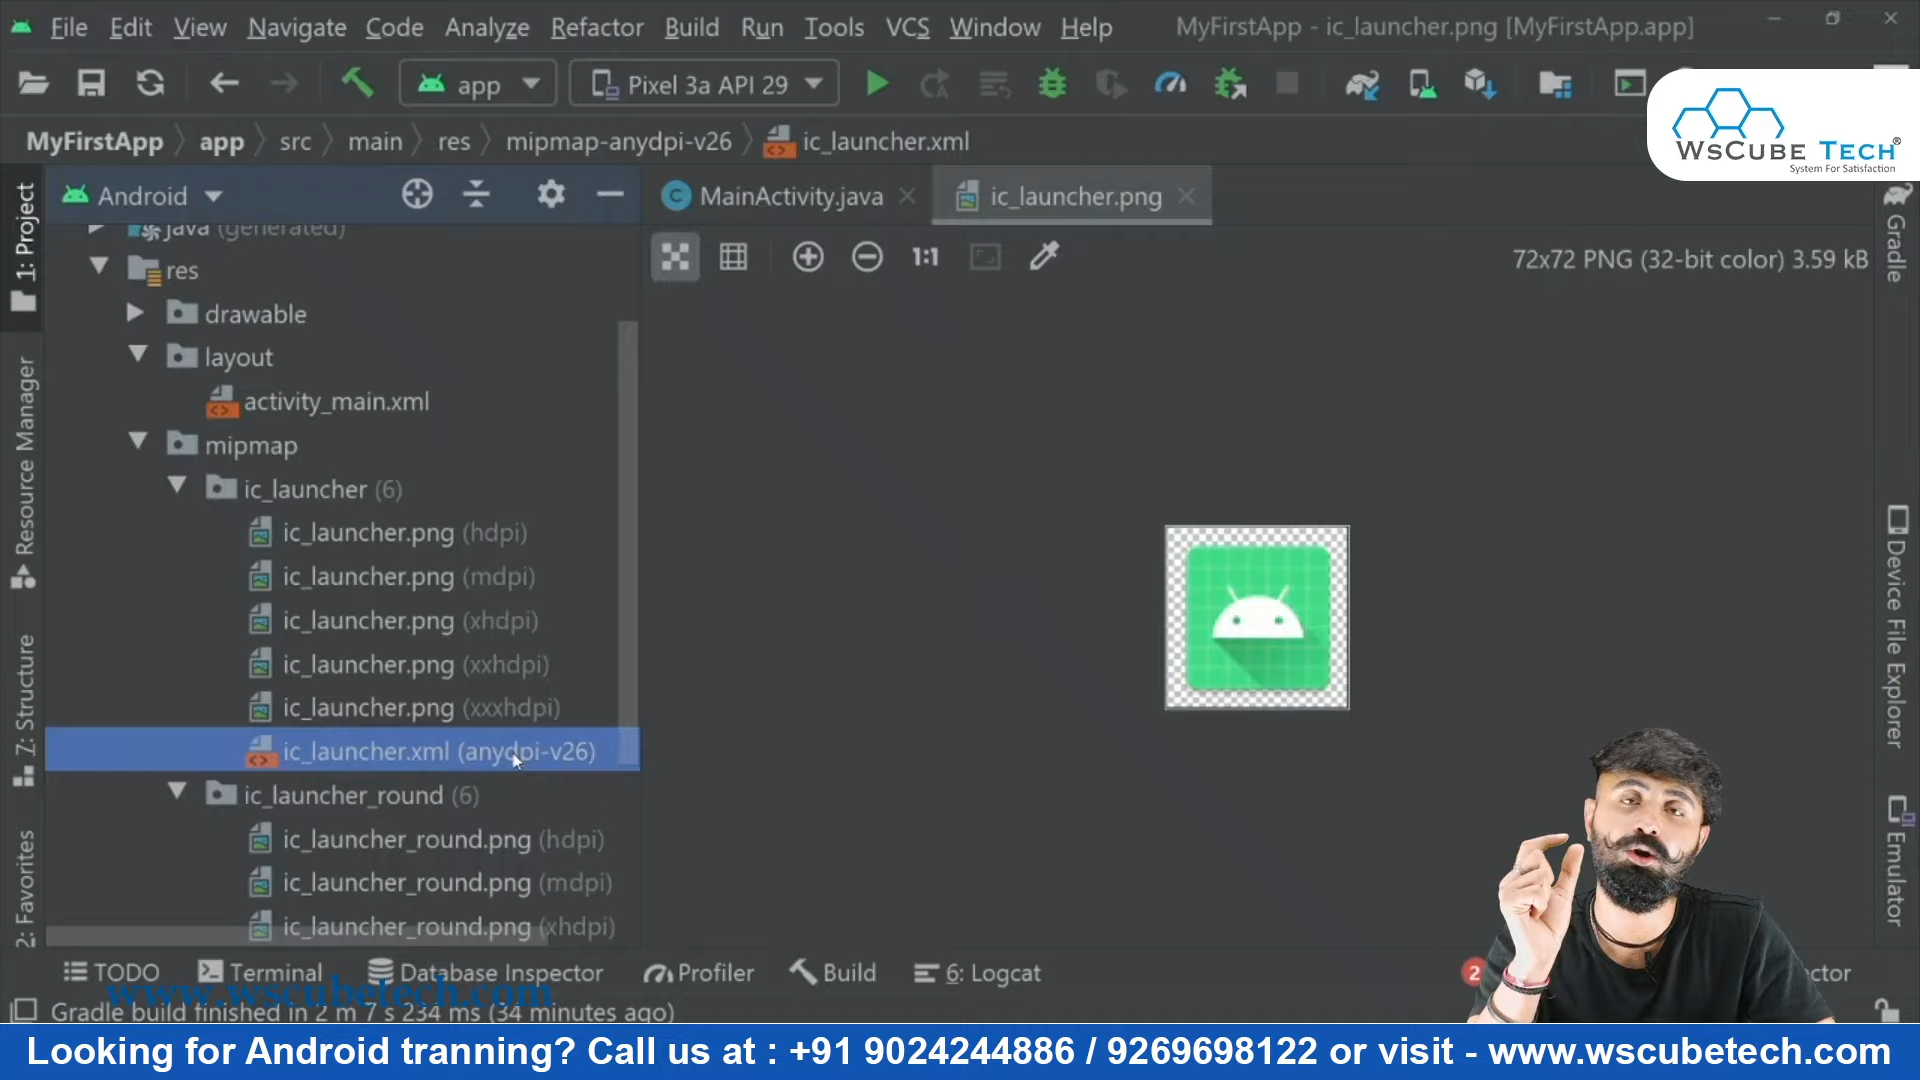 File Edit View Navigate Code Analyze Refactor Build Run Tools VCS Window Help MyFirstApp - ic_launcher.png [MyFirstApp.app]
app Pixel 3a API 29
WsCube Tech®
System For Satisfaction
MyFirstApp app src main res mipmap-anydpi-v26 ic_launcher.xml
Android
MainActivity.java ic_launcher.png
72x72 PNG (32-bit color) 3.59 kB
1:1
java (generated)
res
drawable
layout
activity_main.xml
mipmap
ic_launcher (6)
ic_launcher.png (hdpi)
ic_launcher.png (mdpi)
ic_launcher.png (xhdpi)
ic_launcher.png (xxhdpi)
ic_launcher.png (xxxhdpi)
ic_launcher.xml (anydpi-v26)
ic_launcher_round (6)
ic_launcher_round.png (hdpi)
ic_launcher_round.png (mdpi)
ic_launcher_round.png (xhdpi)
1: Project
Resource Manager
Z: Structure
2: Favorites
Gradle
Device File Explorer
Emulator
TODO Terminal Database Inspector Profiler Build 6: Logcat 2 ctor
www.wscubetech.com
Gradle build finished in 2 m 7 s 234 ms (34 minutes ago)
Looking for Android tranning? Call us at : +91 9024244886 / 9269698122 or visit - www.wscubetech.com